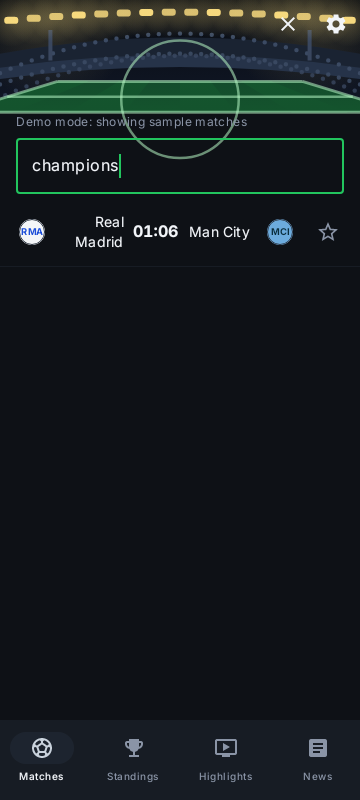 Demo mode: showing sample matches
champions
RMA
Real
Madrid
01:06
Man City
MCI
Matches
Standings
Highlights
News